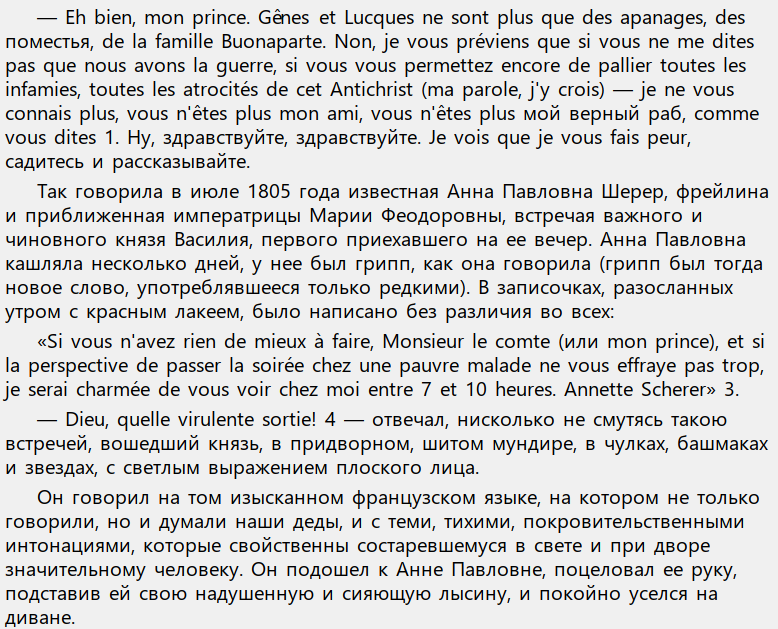 — Eh bien, mon prince. Gênes et Lucques ne sont plus que des apanages, des
поместья, de la famille Buonaparte. Non, je vous préviens que si vous ne me dites
pas que nous avons la guerre, si vous vous permettez encore de pallier toutes les
infamies, toutes les atrocités de cet Antichrist (ma parole, j'y crois) — je ne vous
connais plus, vous n'êtes plus mon ami, vous n'êtes plus мой верный раб, comme
vous dites 1. Ну, здравствуйте, здравствуйте. Je vois que je vous fais peur,
садитесь и рассказывайте.
Так говорила в июле 1805 года известная Анна Павловна Шерер, фрейлина
и приближенная императрицы Марии Феодоровны, встречая важного и
чиновного князя Василия, первого приехавшего на ее вечер. Анна Павловна
кашляла несколько дней, у нее был грипп, как она говорила (грипп был тогда
новое слово, употреблявшееся только редкими). В записочках, разосланных
утром с красным лакеем, было написано без различия во всех:
«Si vous n'avez rien de mieux à faire, Monsieur le comte (или mon prince), et si
la perspective de passer la soirée chez une pauvre malade ne vous effraye pas trop,
je serai charmée de vous voir chez moi entre 7 et 10 heures. Annette Scherer» 3.
— Dieu, quelle virulente sortie! 4 — отвечал, нисколько не смутясь такою
встречей, вошедший князь, в придворном, шитом мундире, в чулках, башмаках
и звездах, с светлым выражением плоского лица.
Он говорил на том изысканном французском языке, на котором не только
говорили, но и думали наши деды, и с теми, тихими, покровительственными
интонациями, которые свойственны состаревшемуся в свете и при дворе
значительному человеку. Он подошел к Анне Павловне, поцеловал ее руку,
подставив ей свою надушенную и сияющую лысину, и покойно уселся на
диване.